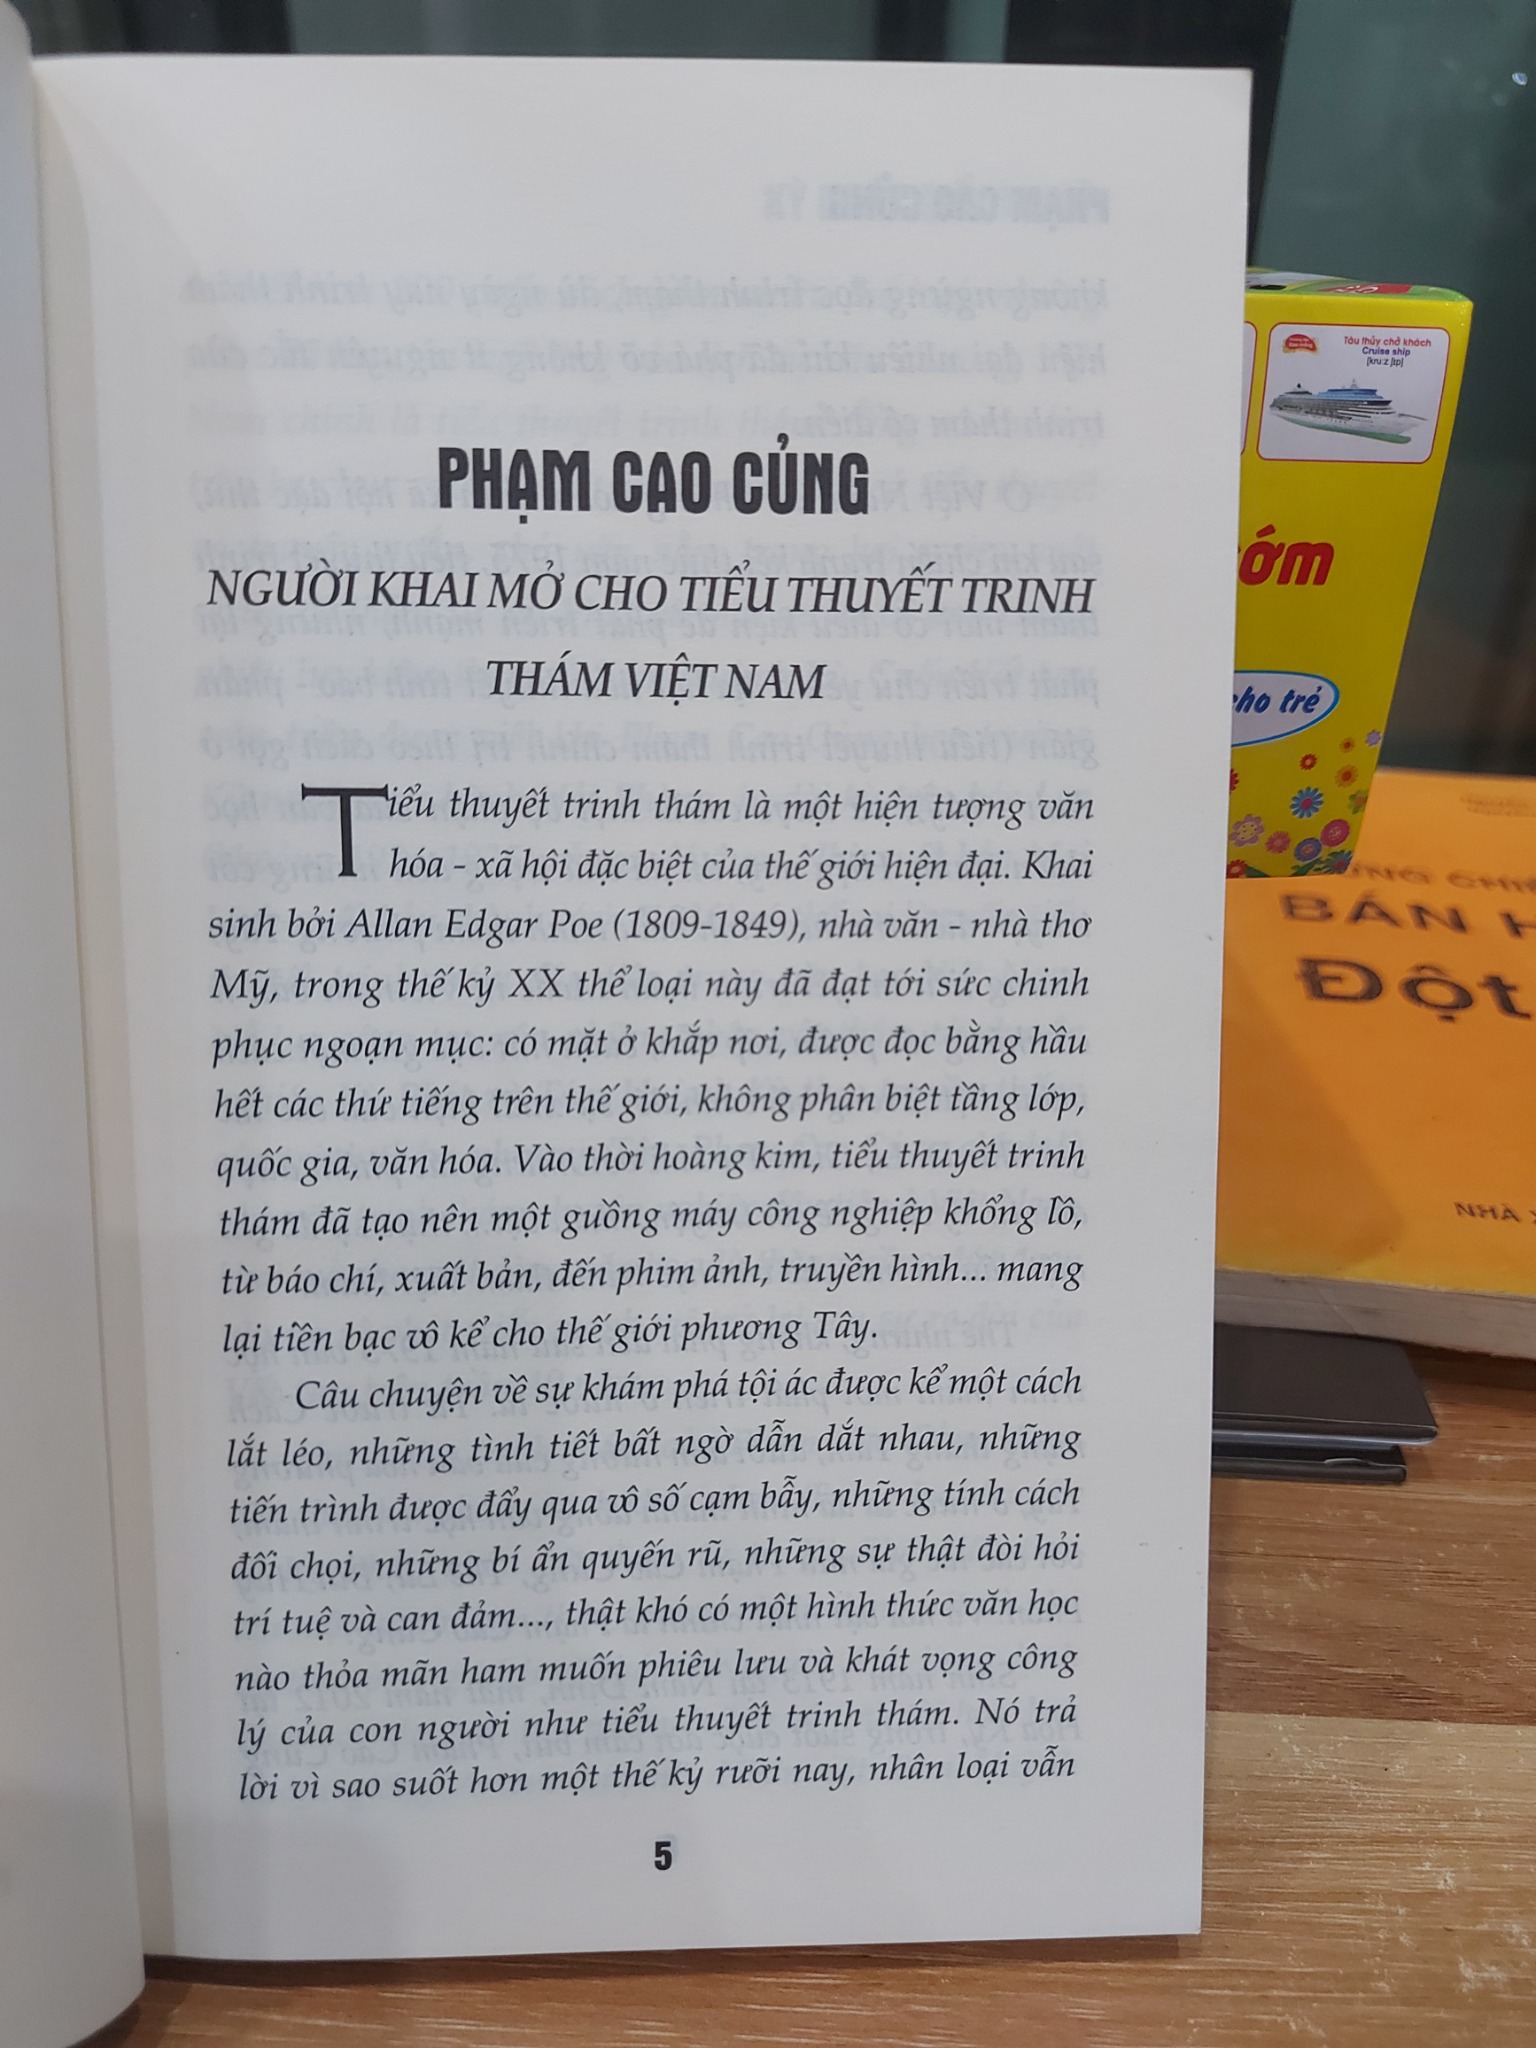 PHẠM CAO CỦNG
NGƯỜI KHAI MỞ CHO TIỂU THUYẾT TRINH
THÁM VIỆT NAM
Tiểu thuyết trinh thám là một hiện tượng văn
hóa - xã hội đặc biệt của thế giới hiện đại. Khai
sinh bởi Allan Edgar Poe (1809-1849), nhà văn - nhà thơ
Mỹ, trong thế kỷ XX thể loại này đã đạt tới sức chinh
phục ngoạn mục: có mặt ở khắp nơi, được đọc bằng hầu
hết các thứ tiếng trên thế giới, không phân biệt tầng lớp,
quốc gia, văn hóa. Vào thời hoàng kim, tiểu thuyết trinh
thám đã tạo nên một guồng máy công nghiệp khổng lồ,
từ báo chí, xuất bản, đến phim ảnh, truyền hình... mang
lại tiền bạc vô kể cho thế giới phương Tây.
Câu chuyện về sự khám phá tội ác được kể một cách
lắt léo, những tình tiết bất ngờ dẫn dắt nhau, những
tiến trình được đẩy qua vô số cạm bẫy, những tính cách
đối chọi, những bí ẩn quyến rũ, những sự thật đòi hỏi
trí tuệ và can đảm..., thật khó có một hình thức văn học
nào thỏa mãn ham muốn phiêu lưu và khát vọng công
lý của con người như tiểu thuyết trinh thám. Nó trả
lời vì sao suốt hơn một thế kỷ rưỡi nay, nhân loại vẫn
5
Tàu thủy chở khách
Cruise ship
[kruːz ʃɪp]
ớm
cho trẻ
BÁN H
Đột
NHÀ